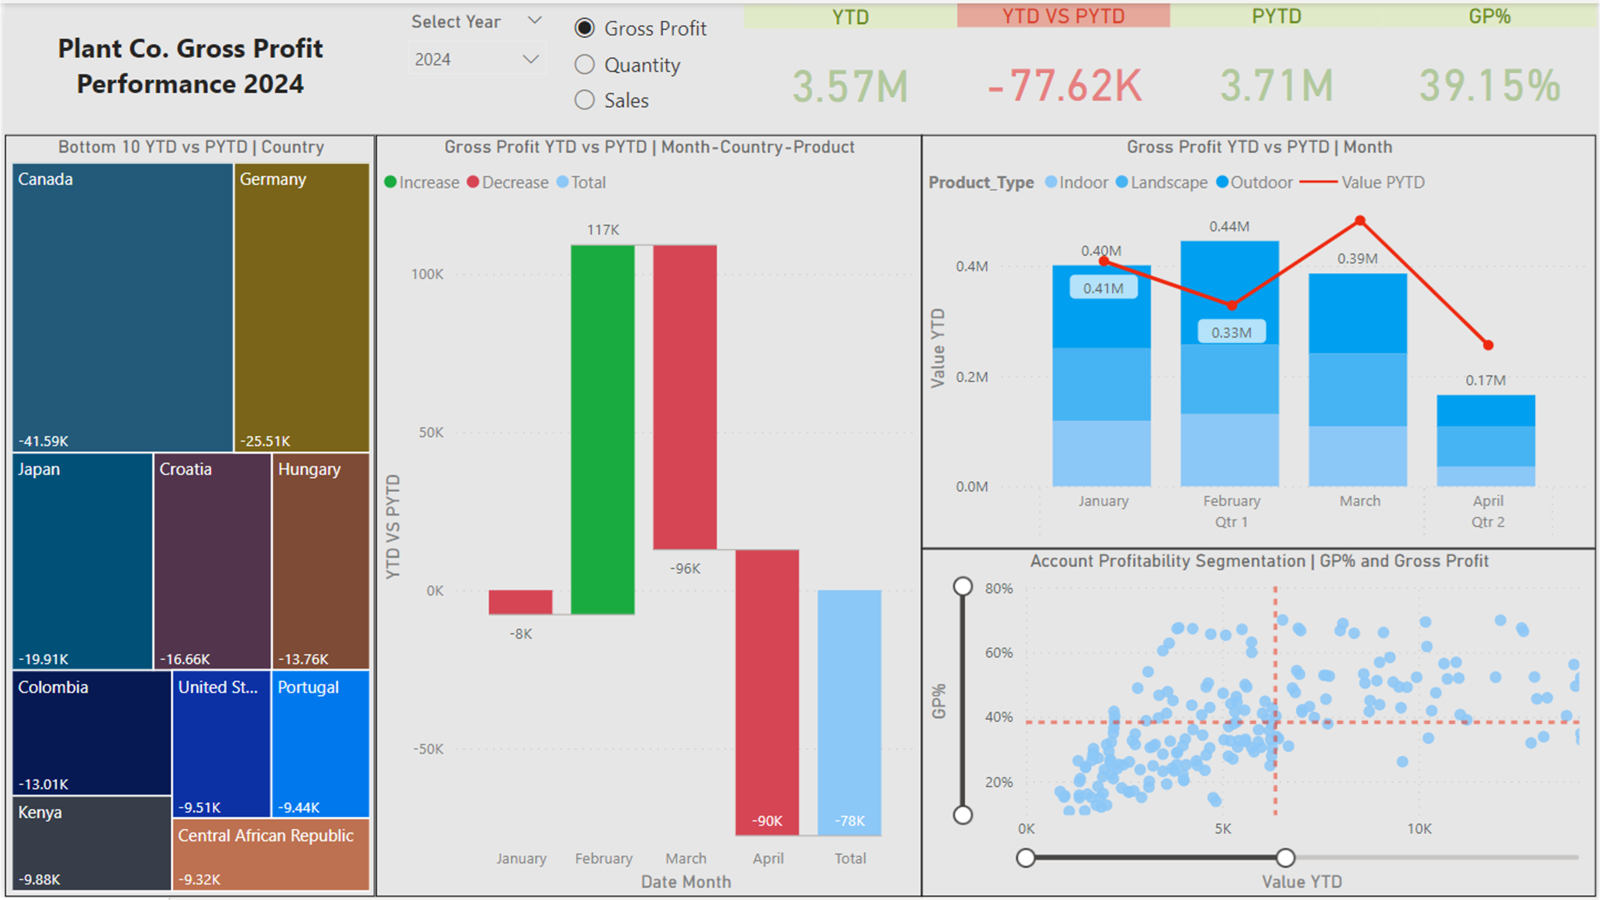 Plant Co. Gross Profit
Performance 2024
Select Year
2024
Gross Profit
Quantity
Sales
YTD
3.57M
YTD VS PYTD
-77.62K
PYTD
3.71M
GP%
39.15%
Bottom 10 YTD vs PYTD | Country
Canada
-41.59K
Germany
-25.51K
Japan
-19.91K
Croatia
-16.66K
Hungary
-13.76K
Colombia
-13.01K
United St...
-9.51K
Portugal
-9.44K
Kenya
-9.88K
Central African Republic
-9.32K
Gross Profit YTD vs PYTD | Month-Country-Product
Increase Decrease Total
YTD VS PYTD
100K
50K
0K
-50K
-8K
117K
-96K
-90K
-78K
January February March April Total
Date Month
Gross Profit YTD vs PYTD | Month
Product_Type Indoor Landscape Outdoor Value PYTD
Value YTD
0.4M
0.2M
0.0M
0.40M
0.41M
0.44M
0.33M
0.39M
0.17M
January February March April
Qtr 1 Qtr 2
Account Profitability Segmentation | GP% and Gross Profit
GP%
80%
60%
40%
20%
0K 5K 10K
Value YTD